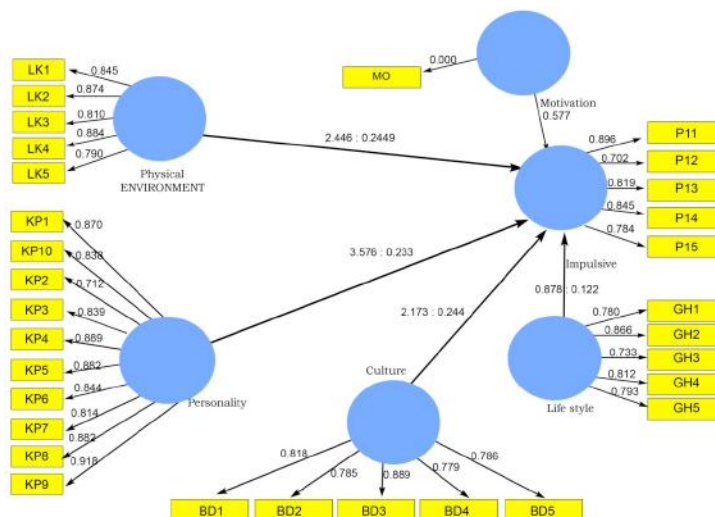 LK1
0.845
LK2
0.874
LK3
0.810
LK4
0.884
LK5
0.790
Physical
ENVIRONMENT
2.446 : 0.2449
MO
0.000
Motivation
0.577
P11
0.896
P12
0.702
P13
0.819
P14
0.845
P15
0.784
Impulsive
0.878 : 0.122
KP1
0.870
KP10
0.838
KP2
0.712
KP3
0.839
KP4
0.889
KP5
0.882
KP6
0.844
KP7
0.814
KP8
0.882
KP9
0.918
Personality
3.576 : 0.233
2.173 : 0.244
Culture
0.818
0.785
0.889
0.779
0.786
BD1
BD2
BD3
BD4
BD5
GH1
0.780
GH2
0.866
GH3
0.733
GH4
0.812
GH5
0.793
Life style